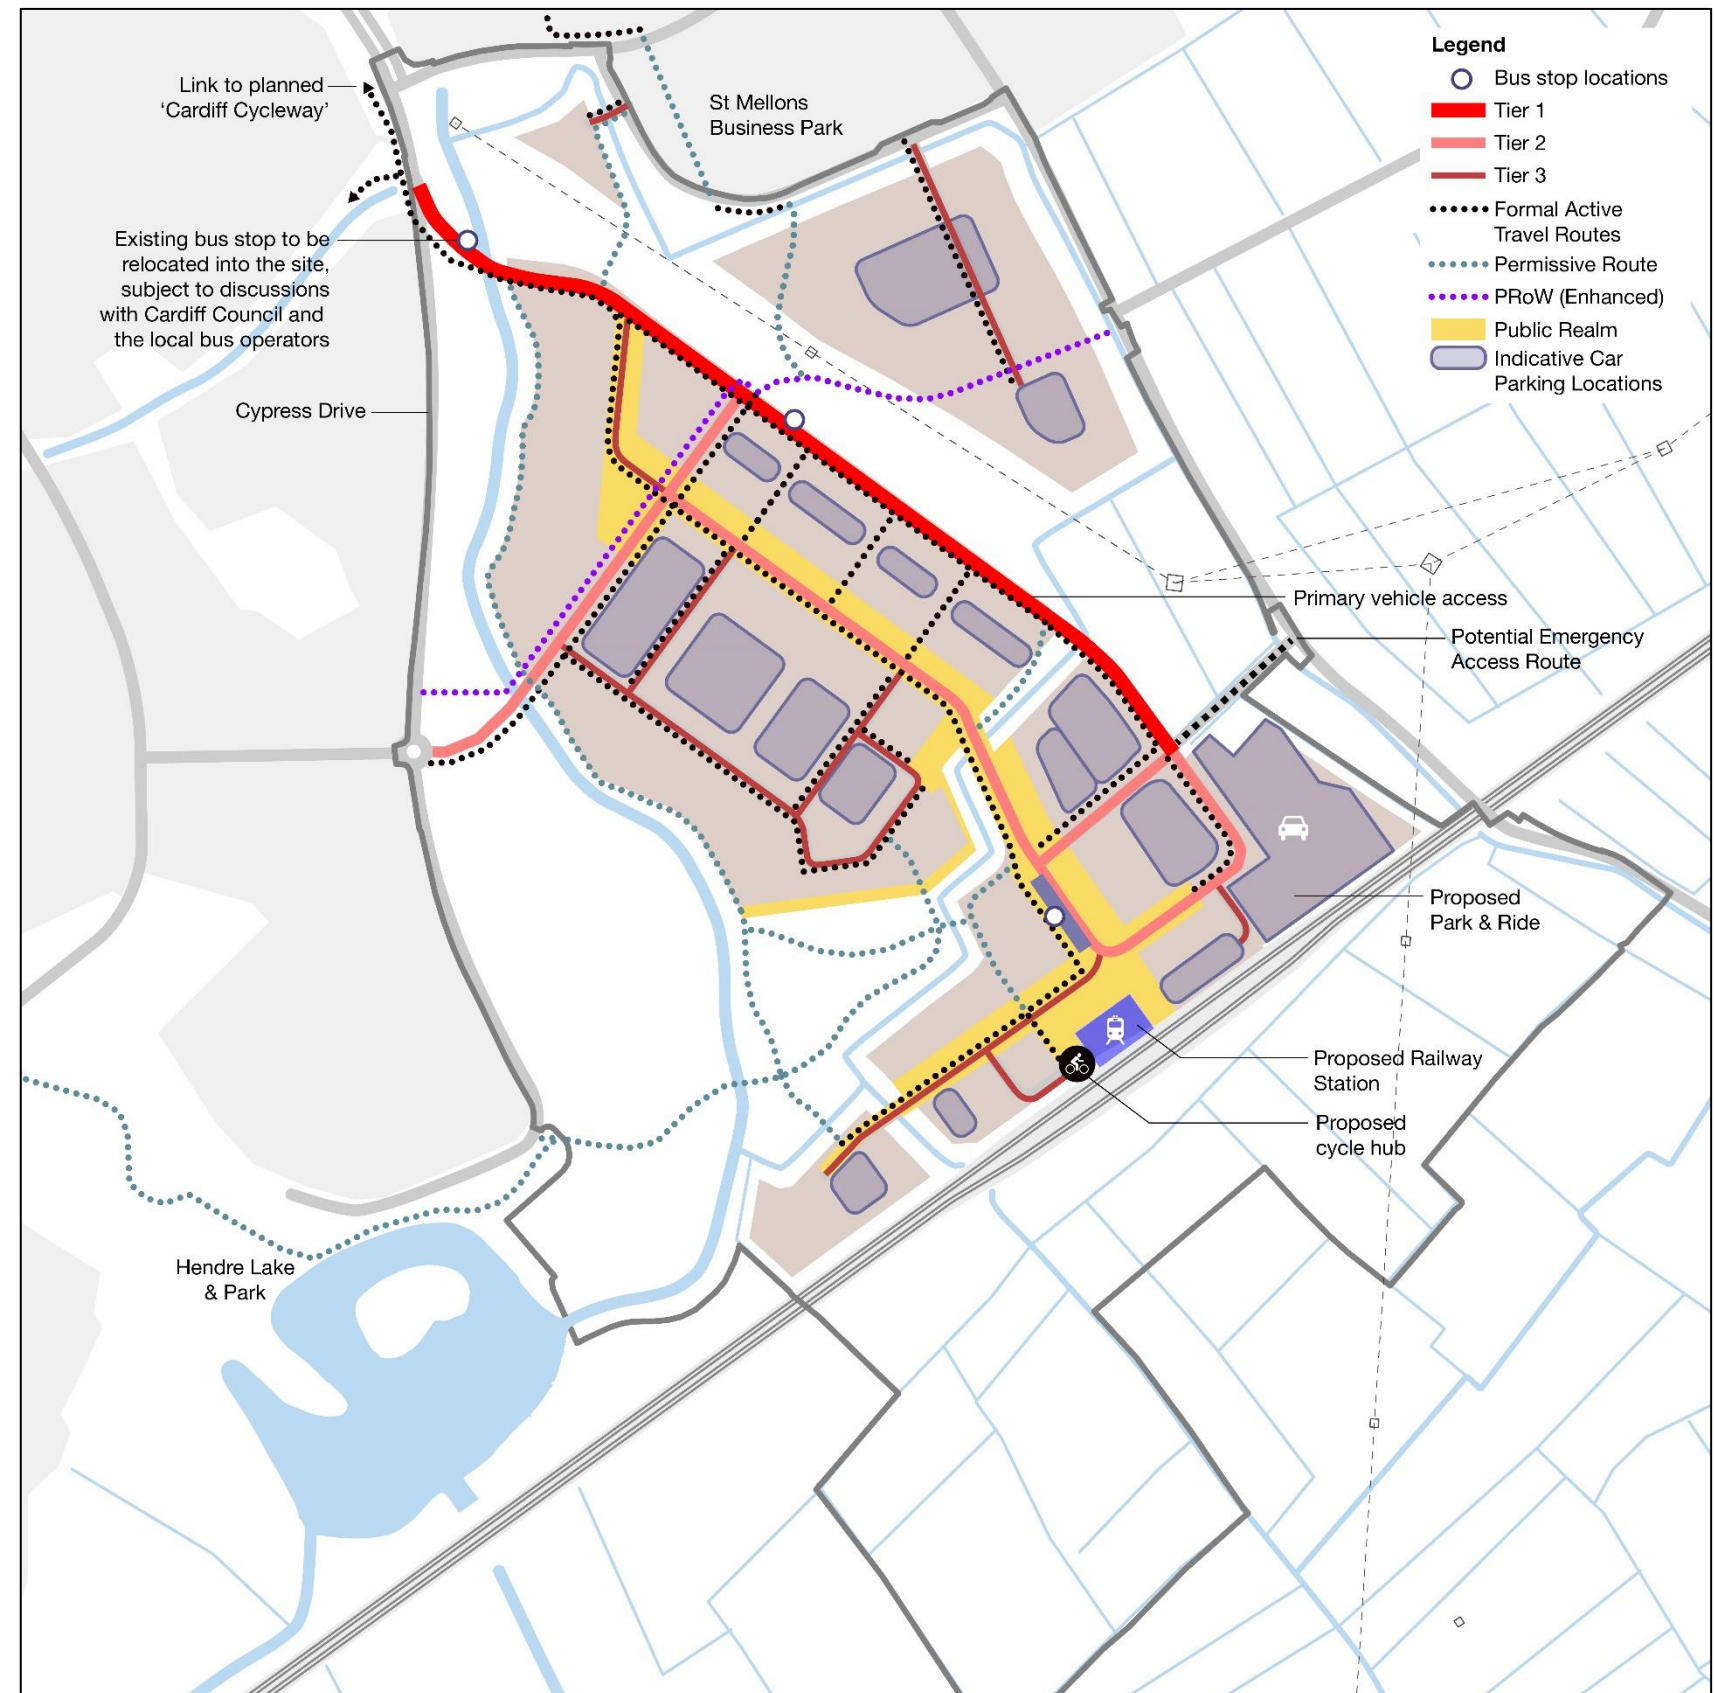 Link to planned
‘Cardiff Cycleway’
St Mellons
Business Park
Existing bus stop to be
relocated into the site,
subject to discussions
with Cardiff Council and
the local bus operators
Cypress Drive
Legend
Bus stop locations
Tier 1
Tier 2
Tier 3
Formal Active
Travel Routes
Permissive Route
PRoW (Enhanced)
Public Realm
Indicative Car
Parking Locations
Primary vehicle access
Potential Emergency
Access Route
Proposed
Park & Ride
Proposed Railway
Station
Proposed
cycle hub
Hendre Lake
& Park